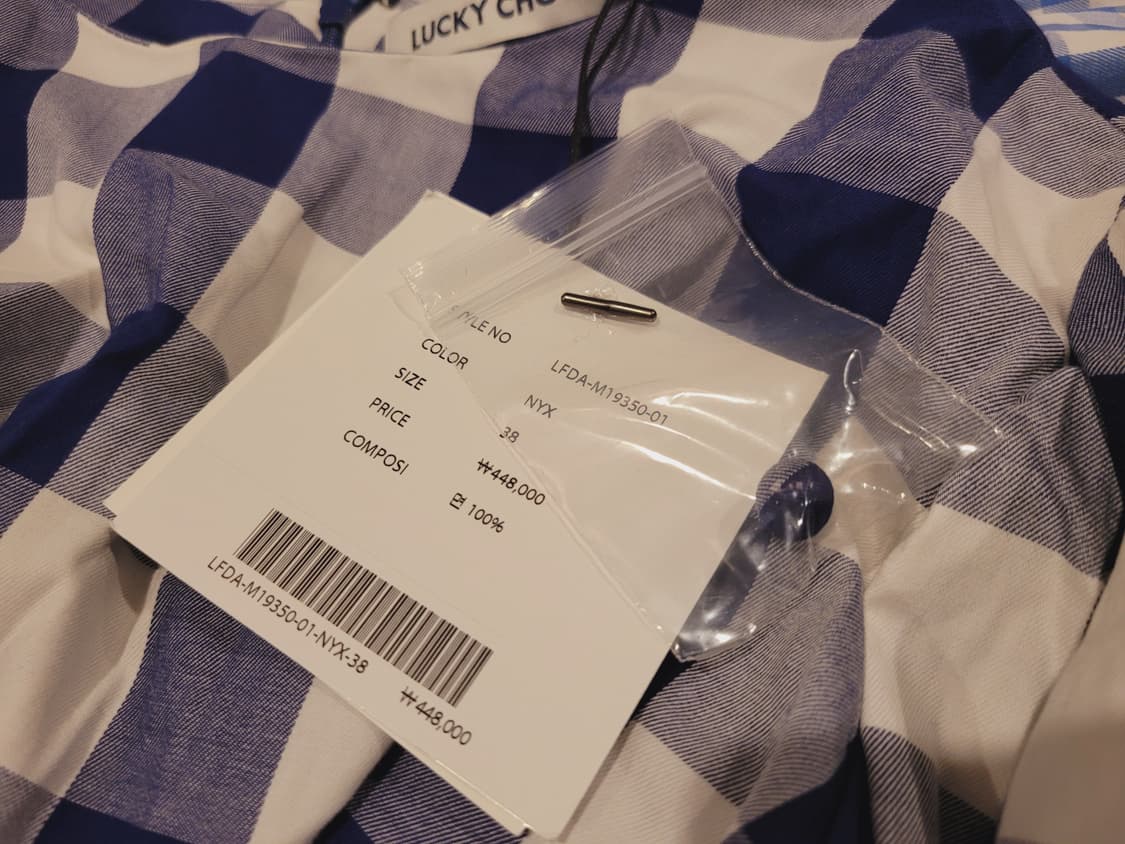 LUCKY CHO
STYLE NO LFDA-M19350-01
COLOR NYX
SIZE 38
PRICE ₩448,000
COMPOSI 면 100%
LFDA-M19350-01-NYX-38
₩448,000